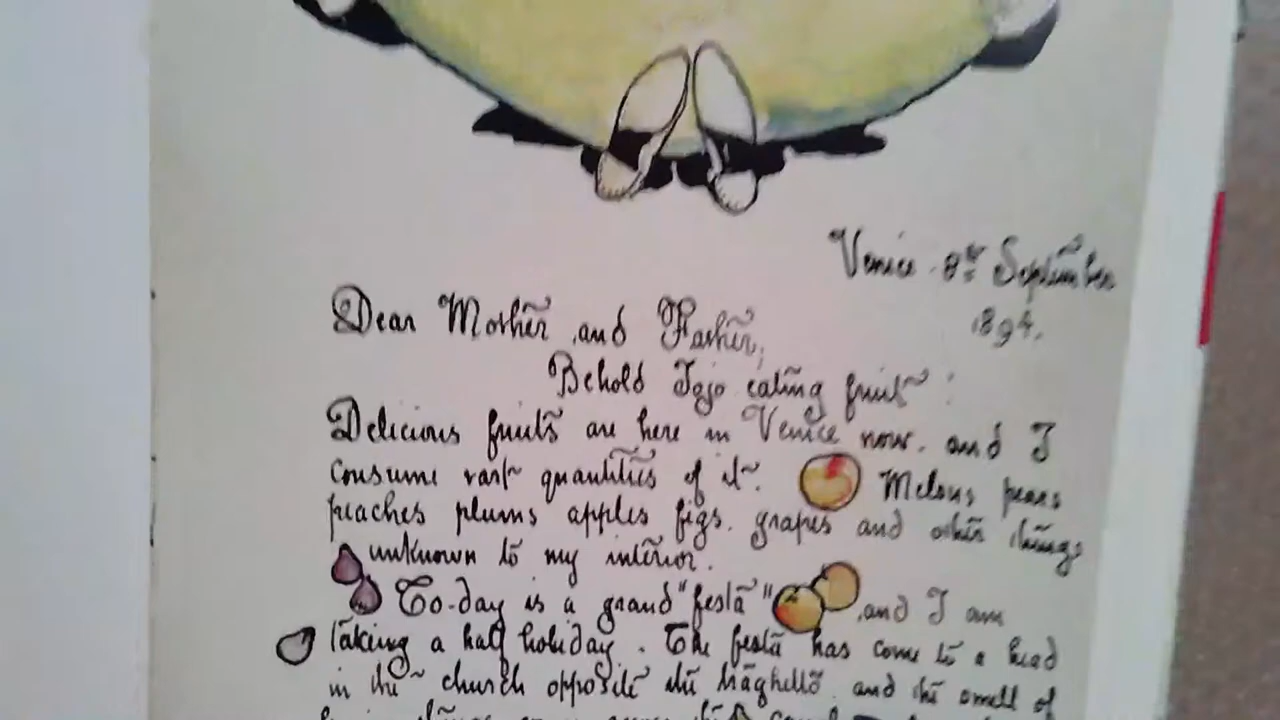 Venice 8th September
1894.
Dear Mother and Father,
Behold Jojo eating fruit:
Delicious fruits are here in Venice now. and I
consume vast quantities of it. Melons pears
peaches plums apples figs. grapes and other things
unknown to my interior.
To-day is a grand "festa" and I am
taking a half holiday. The festa has come to a head
in the church opposite the traghetto and the smell of